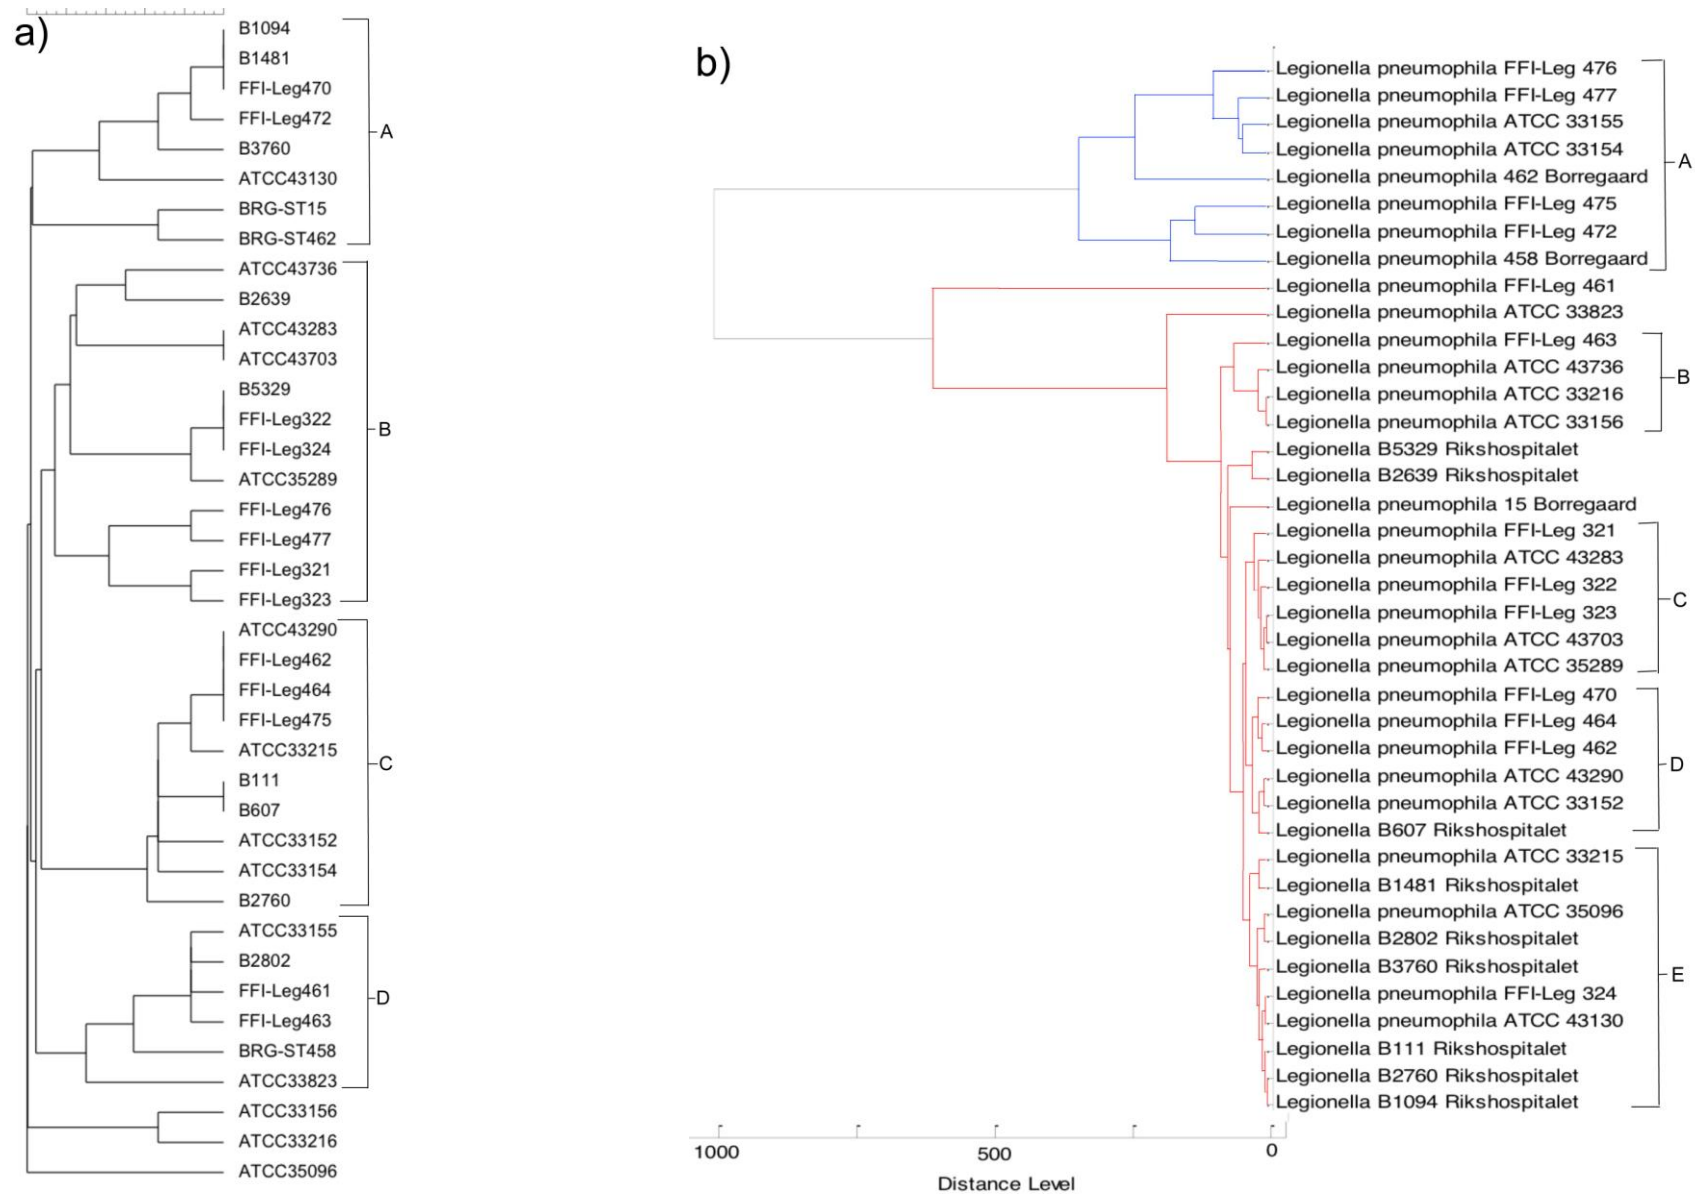 a)
B1094
B1481
FFI-Leg470
FFI-Leg472
B3760
ATCC43130
BRG-ST15
BRG-ST462
A
ATCC43736
B2639
ATCC43283
ATCC43703
B5329
FFI-Leg322
FFI-Leg324
ATCC35289
FFI-Leg476
FFI-Leg477
FFI-Leg321
FFI-Leg323
B
ATCC43290
FFI-Leg462
FFI-Leg464
FFI-Leg475
ATCC33215
B111
B607
ATCC33152
ATCC33154
B2760
C
ATCC33155
B2802
FFI-Leg461
FFI-Leg463
BRG-ST458
ATCC33823
D
ATCC33156
ATCC33216
ATCC35096
b)
Legionella pneumophila FFI-Leg 476
Legionella pneumophila FFI-Leg 477
Legionella pneumophila ATCC 33155
Legionella pneumophila ATCC 33154
Legionella pneumophila 462 Borregaard
Legionella pneumophila FFI-Leg 475
Legionella pneumophila FFI-Leg 472
Legionella pneumophila 458 Borregaard
A
Legionella pneumophila FFI-Leg 461
Legionella pneumophila ATCC 33823
Legionella pneumophila FFI-Leg 463
Legionella pneumophila ATCC 43736
Legionella pneumophila ATCC 33216
Legionella pneumophila ATCC 33156
B
Legionella B5329 Rikshospitalet
Legionella B2639 Rikshospitalet
Legionella pneumophila 15 Borregaard
Legionella pneumophila FFI-Leg 321
Legionella pneumophila ATCC 43283
Legionella pneumophila FFI-Leg 322
Legionella pneumophila FFI-Leg 323
Legionella pneumophila ATCC 43703
Legionella pneumophila ATCC 35289
C
Legionella pneumophila FFI-Leg 470
Legionella pneumophila FFI-Leg 464
Legionella pneumophila FFI-Leg 462
Legionella pneumophila ATCC 43290
Legionella pneumophila ATCC 33152
Legionella B607 Rikshospitalet
D
Legionella pneumophila ATCC 33215
Legionella B1481 Rikshospitalet
Legionella pneumophila ATCC 35096
Legionella B2802 Rikshospitalet
Legionella B3760 Rikshospitalet
Legionella pneumophila FFI-Leg 324
Legionella pneumophila ATCC 43130
Legionella B111 Rikshospitalet
Legionella B2760 Rikshospitalet
Legionella B1094 Rikshospitalet
E
1000 500 0
Distance Level